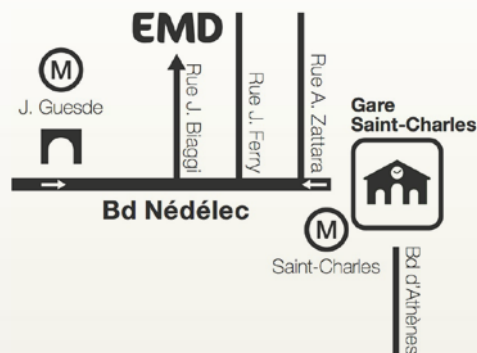 EMD
M
J. Guesde
Rue J. Biaggi
Rue J. Ferry
Rue A. Zattara
Gare
Saint-Charles
Bd Nédélec
M
Saint-Charles
Bd d'Athènes